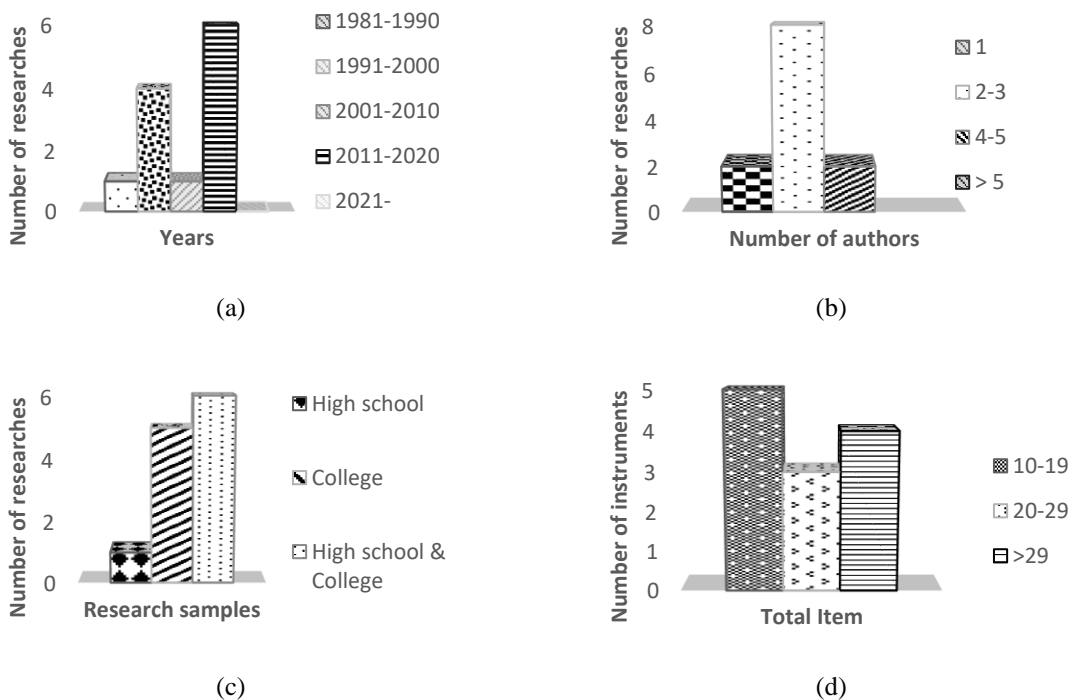 Number of researches
6
4
2
0
Years
1981-1990
1991-2000
2001-2010
2011-2020
2021-
(a)
Number of researches
8
6
4
2
0
Number of authors
1
2-3
4-5
> 5
(b)
Number of researches
6
4
2
0
Research samples
High school
College
High school &
College
(c)
Number of instruments
5
4
3
2
1
0
Total Item
10-19
20-29
>29
(d)